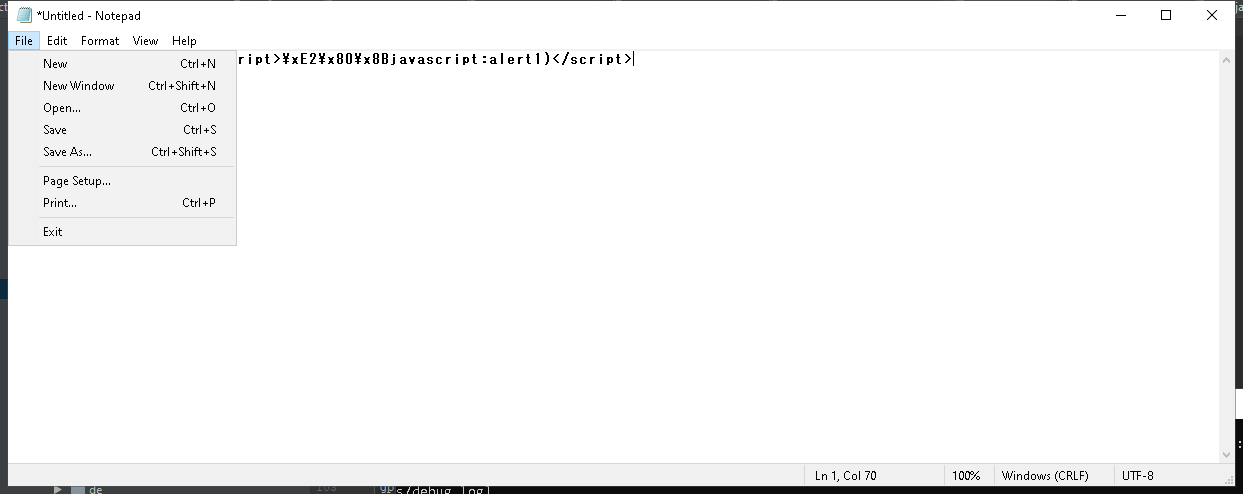 *Untitled - Notepad
File Edit Format View Help
ript>¥xE2¥x80¥x8Bjavascript:alert1)</script>
New Ctrl+N
New Window Ctrl+Shift+N
Open... Ctrl+O
Save Ctrl+S
Save As... Ctrl+Shift+S
Page Setup...
Print... Ctrl+P
Exit
Ln 1, Col 70 100% Windows (CRLF) UTF-8
de s/debug.log